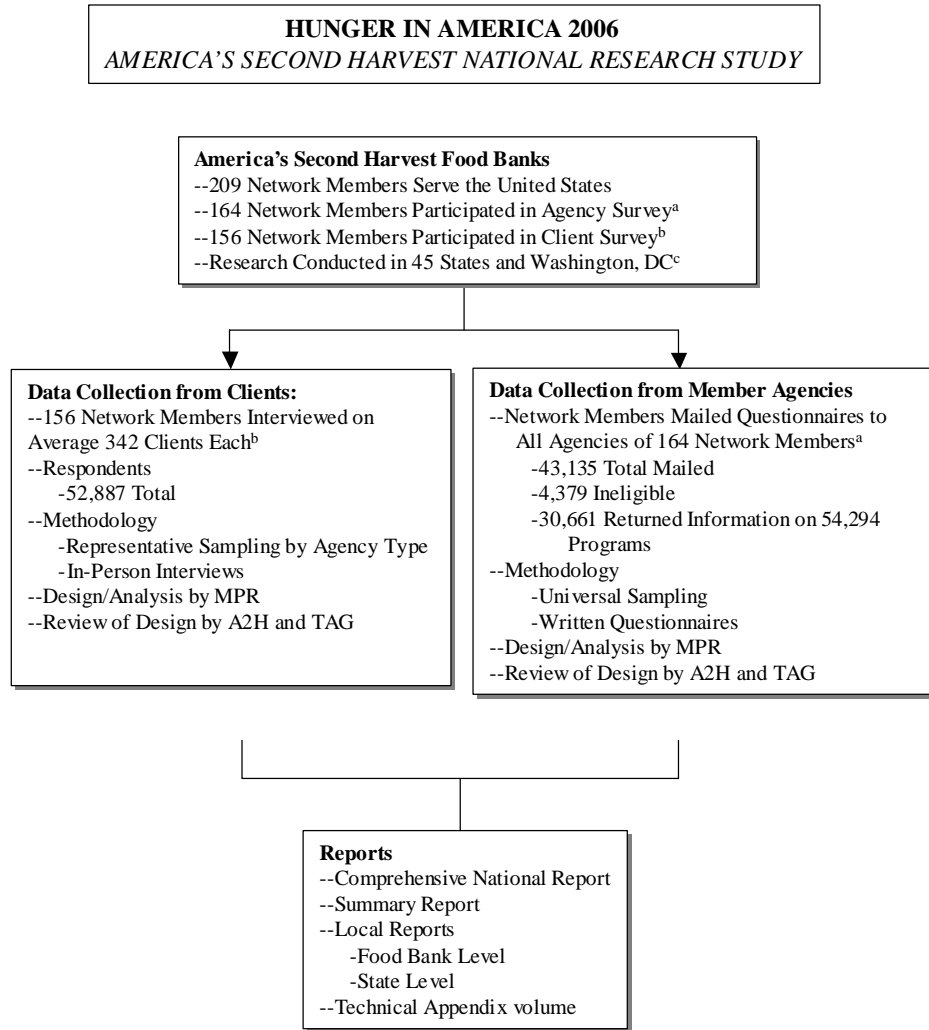 HUNGER IN AMERICA 2006
AMERICA'S SECOND HARVEST NATIONAL RESEARCH STUDY
America's Second Harvest Food Banks
--209 Network Members Serve the United States
--164 Network Members Participated in Agency Surveyᵃ
--156 Network Members Participated in Client Surveyᵇ
--Research Conducted in 45 States and Washington, DCᶜ
Data Collection from Clients:
--156 Network Members Interviewed on
Average 342 Clients Eachᵇ
--Respondents
-52,887 Total
--Methodology
-Representative Sampling by Agency Type
-In-Person Interviews
--Design/Analysis by MPR
--Review of Design by A2H and TAG
Data Collection from Member Agencies
--Network Members Mailed Questionnaires to
All Agencies of 164 Network Membersᵃ
-43,135 Total Mailed
-4,379 Ineligible
-30,661 Returned Information on 54,294
Programs
--Methodology
-Universal Sampling
-Written Questionnaires
--Design/Analysis by MPR
--Review of Design by A2H and TAG
Reports
--Comprehensive National Report
--Summary Report
--Local Reports
-Food Bank Level
-State Level
--Technical Appendix volume